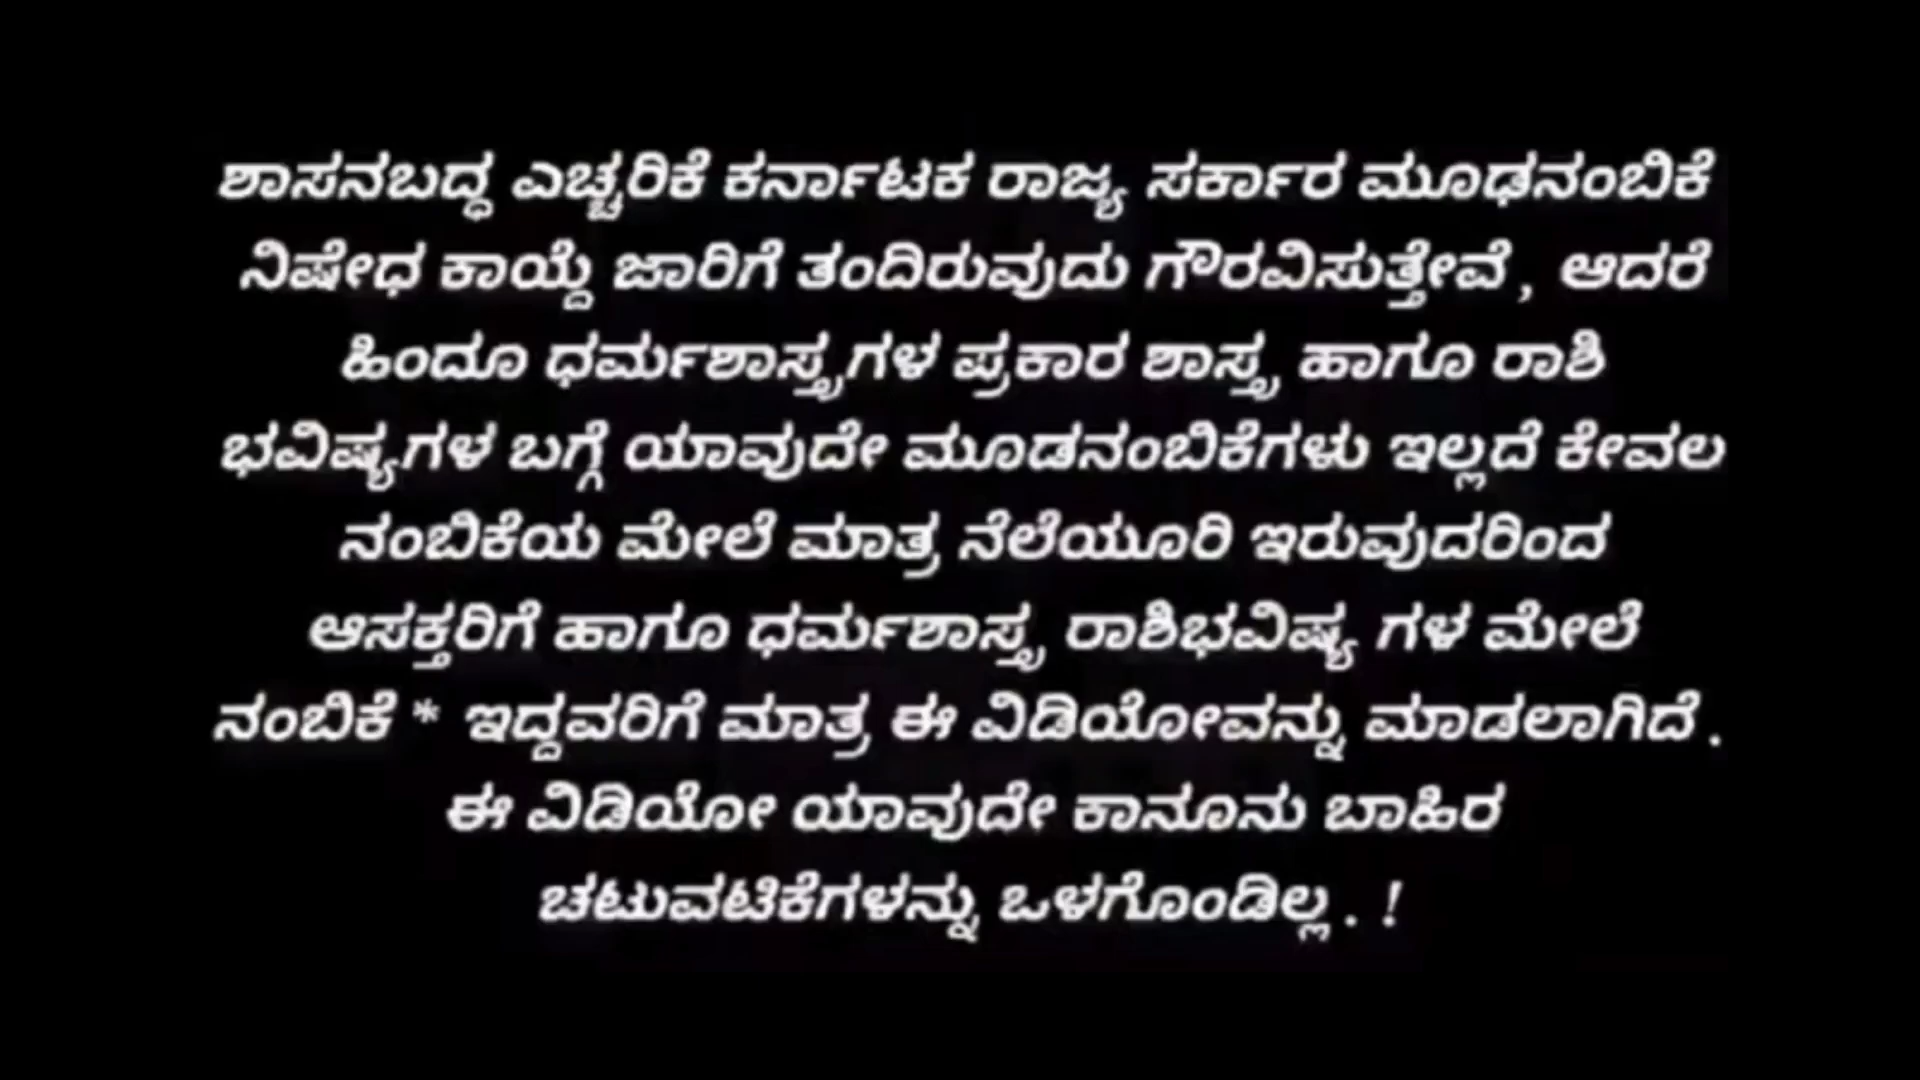 ಶಾಸನಬದ್ಧ ಎಚ್ಚರಿಕೆ ಕರ್ನಾಟಕ ರಾಜ್ಯ ಸರ್ಕಾರ ಮೂಢನಂಬಿಕೆ
ನಿಷೇಧ ಕಾಯ್ದೆ ಜಾರಿಗೆ ತಂದಿರುವುದು ಗೌರವಿಸುತ್ತೇವೆ , ಆದರೆ
ಹಿಂದೂ ಧರ್ಮಶಾಸ್ತ್ರಗಳ ಪ್ರಕಾರ ಶಾಸ್ತ್ರ ಹಾಗೂ ರಾಶಿ
ಭವಿಷ್ಯಗಳ ಬಗ್ಗೆ ಯಾವುದೇ ಮೂಡನಂಬಿಕೆಗಳು ಇಲ್ಲದೆ ಕೇವಲ
ನಂಬಿಕೆಯ ಮೇಲೆ ಮಾತ್ರ ನೆಲೆಯೂರಿ ಇರುವುದರಿಂದ
ಆಸಕ್ತರಿಗೆ ಹಾಗೂ ಧರ್ಮಶಾಸ್ತ್ರ ರಾಶಿಭವಿಷ್ಯ ಗಳ ಮೇಲೆ
ನಂಬಿಕೆ * ಇದ್ದವರಿಗೆ ಮಾತ್ರ ಈ ವಿಡಿಯೋವನ್ನು ಮಾಡಲಾಗಿದೆ .
ಈ ವಿಡಿಯೋ ಯಾವುದೇ ಕಾನೂನು ಬಾಹಿರ
ಚಟುವಟಿಕೆಗಳನ್ನು ಒಳಗೊಂಡಿಲ್ಲ . !